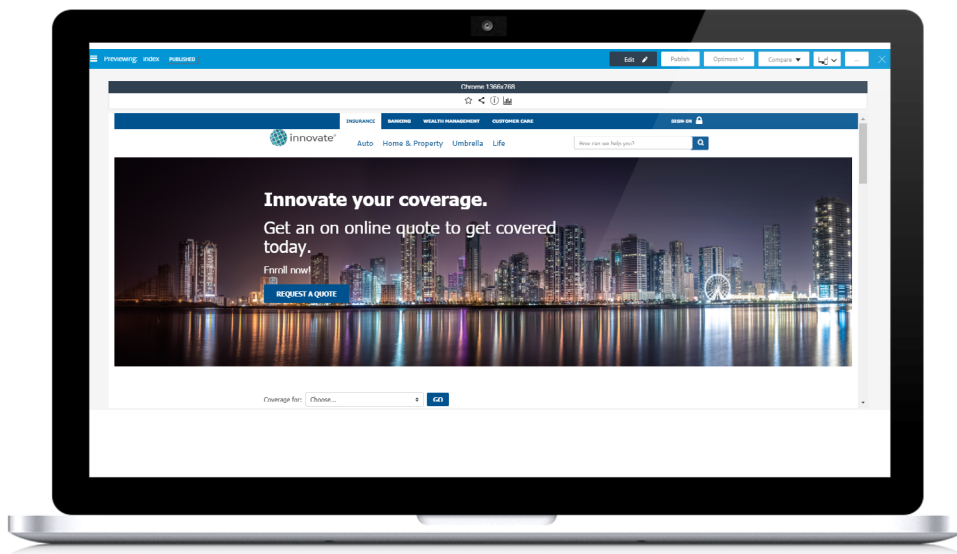 Previewing: index PUBLISHED
Edit Publish Optimost Compare ...
Chrome 1366x768
INSURANCE BANKING WEALTH MANAGEMENT CUSTOMER CARE SIGN ON
innovate
Auto Home & Property Umbrella Life How can we help you?
Innovate your coverage.
Get an on online quote to get covered
today.
Enroll now!
REQUEST A QUOTE
Coverage for: Choose... GO